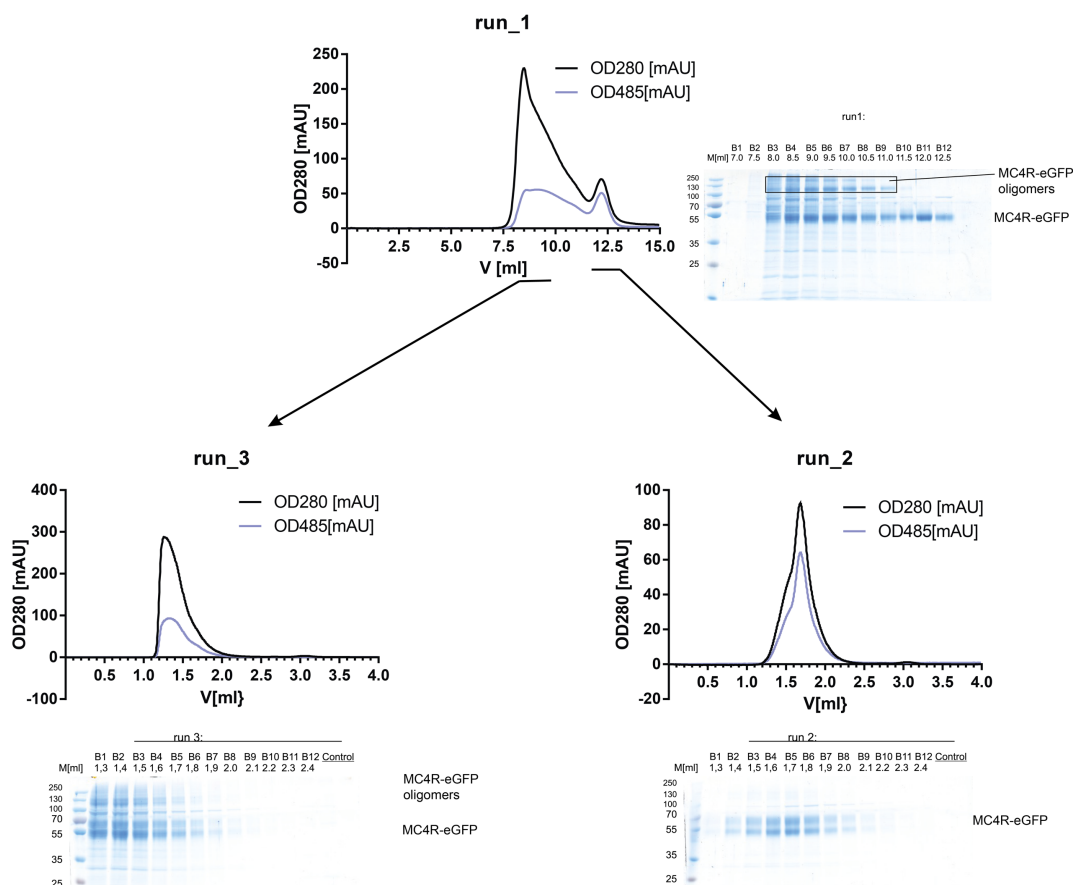 run_1
250
200
150
100
50
0
-50
OD280 [mAU]
OD280 [mAU]
OD485[mAU]
2.5 5.0 7.5 10.0 12.5 15.0
V [ml]
run1:
B1 B2 B3 B4 B5 B6 B7 B8 B9 B10 B11 B12
M[ml] 7.0 7.5 8.0 8.5 9.0 9.5 10.0 10.5 11.0 11.5 12.0 12.5
250
130
100
70
55
35
25
MC4R-eGFP
oligomers
MC4R-eGFP
run_3
400
300
200
100
0
-100
OD280 [mAU]
OD280 [mAU]
OD485[mAU]
0.5 1.0 1.5 2.0 2.5 3.0 3.5 4.0
V[ml}
run_2
100
80
60
40
20
0
-20
OD280 [mAU]
OD280 [mAU]
OD485[mAU]
0.5 1.0 1.5 2.0 2.5 3.0 3.5 4.0
V[ml}
run 3:
B1 B2 B3 B4 B5 B6 B7 B8 B9 B10 B11 B12 Control
M[ml] 1,3 1,4 1,5 1,6 1,7 1,8 1,9 2.0 2.1 2.2 2.3 2.4
250
130
100
70
55
35
25
MC4R-eGFP
oligomers
MC4R-eGFP
run 2:
B1 B2 B3 B4 B5 B6 B7 B8 B9 B10 B11 B12 Control
M[ml] 1,3 1,4 1,5 1,6 1,7 1,8 1,9 2.0 2.1 2.2 2.3 2.4
250
130
100
70
55
35
25
MC4R-eGFP